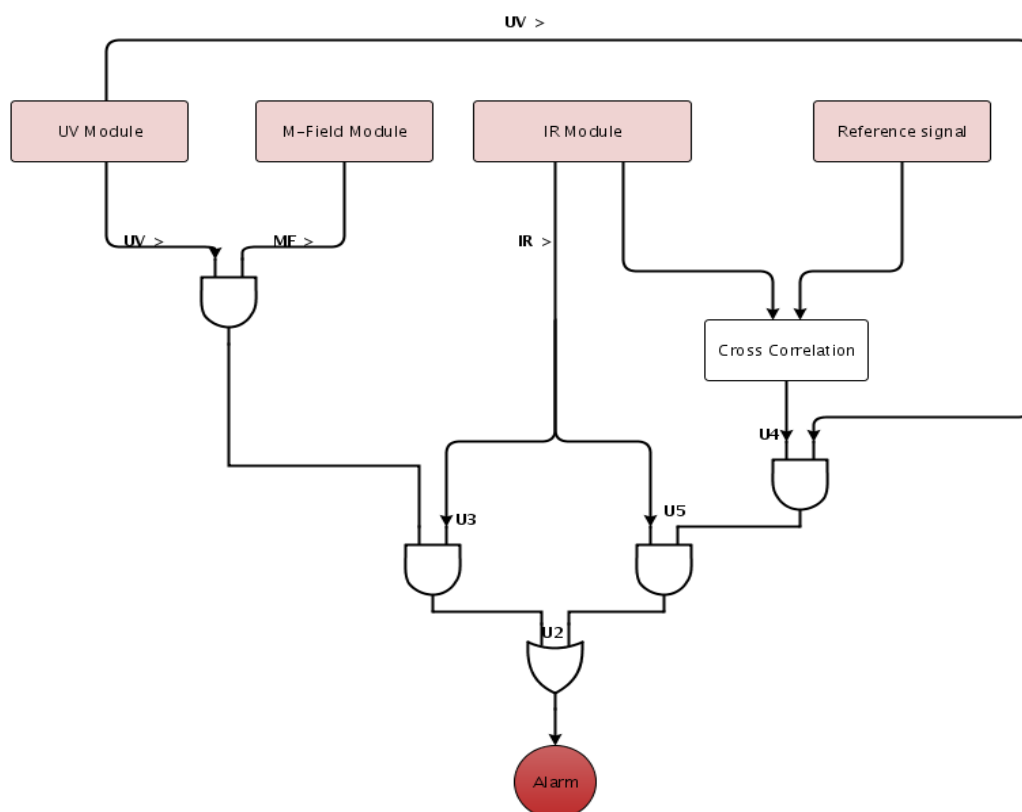 UV >
UV Module
M-Field Module
IR Module
Reference signal
UV >
MF >
IR >
Cross Correlation
U4
U3
U5
U2
Alarm